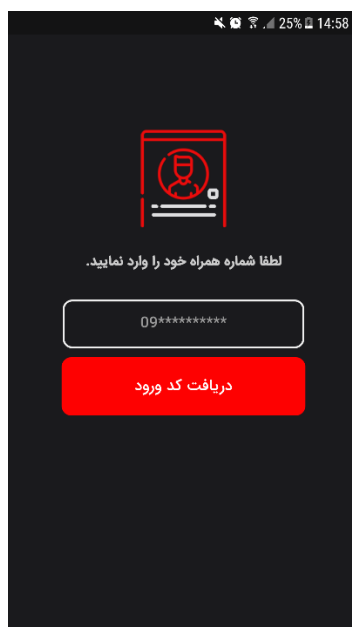 25% 14:58
لطفا شماره همراه خود را وارد نمایید.
09**********
دریافت کد ورود